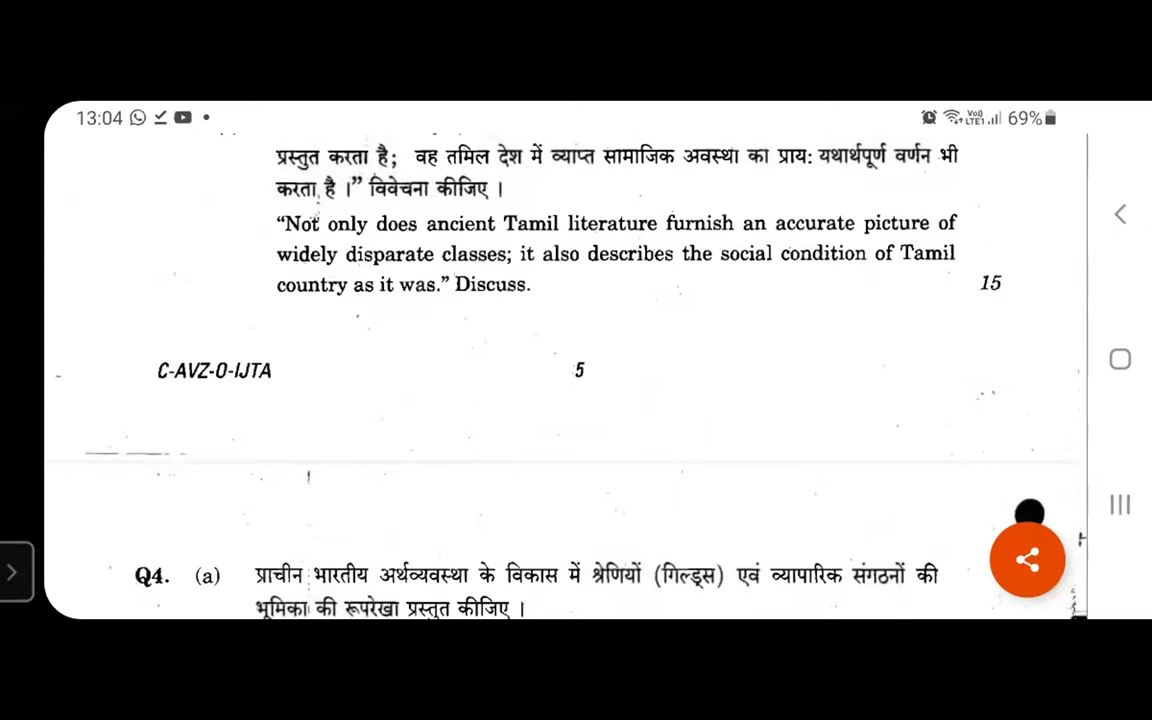 13:04
Vo)) LTE1 69%
प्रस्तुत करता है; वह तमिल देश में व्याप्त सामाजिक अवस्था का प्राय: यथार्थपूर्ण वर्णन भी
करता है ।” विवेचना कीजिए ।
“Not only does ancient Tamil literature furnish an accurate picture of
widely disparate classes; it also describes the social condition of Tamil
country as it was.” Discuss.
15
C-AVZ-O-IJTA
5
Q4. (a) प्राचीन भारतीय अर्थव्यवस्था के विकास में श्रेणियों (गिल्ड्स) एवं व्यापारिक संगठनों की
भूमिका की रूपरेखा प्रस्तुत कीजिए ।